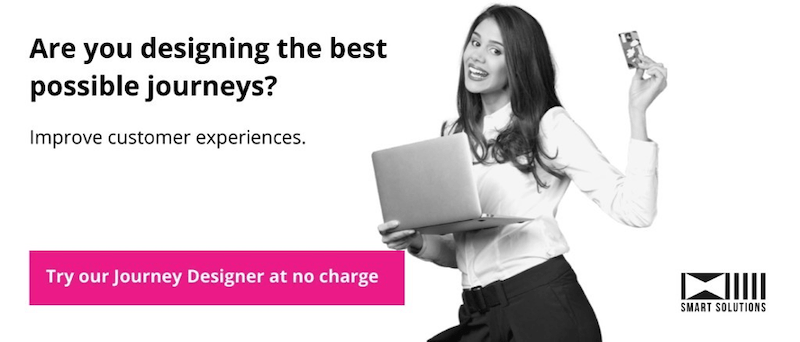 Are you designing the best
possible journeys?
Improve customer experiences.
Try our Journey Designer at no charge
SMART SOLUTIONS